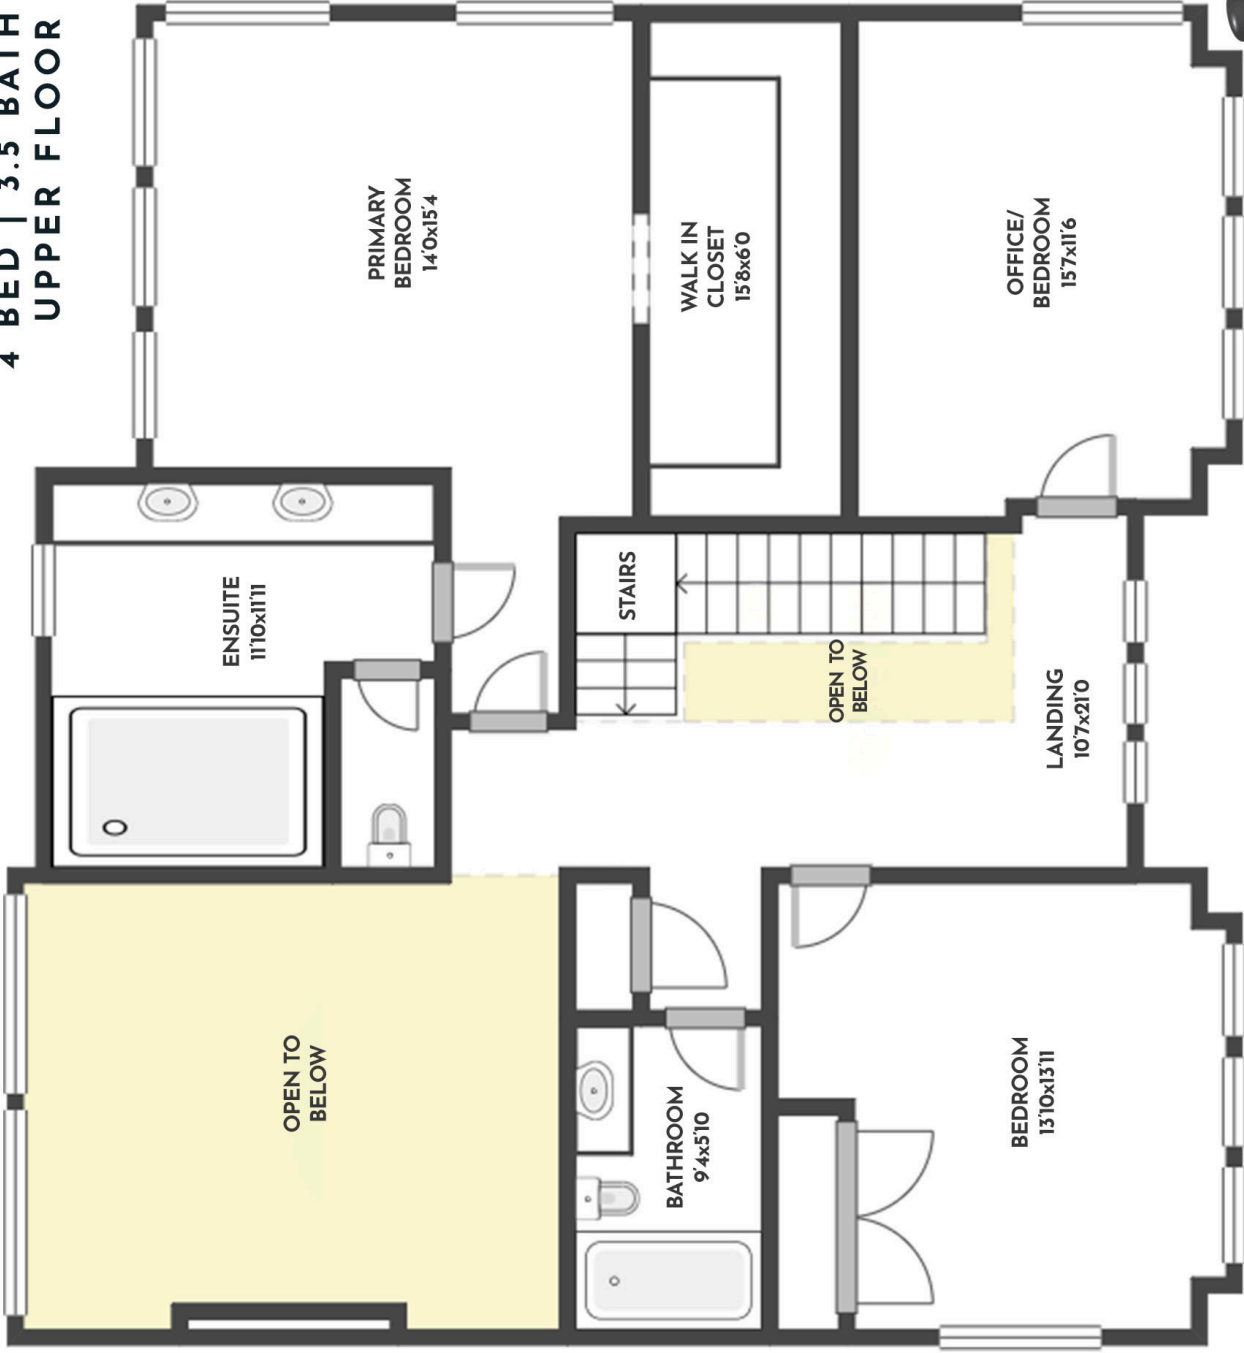 4 BED | 3.5 BATH
UPPER FLOOR
PRIMARY
BEDROOM
14'0x15'4
WALK IN
CLOSET
15'8x6'0
OFFICE/
BEDROOM
15'7x11'6
ENSUITE
11'10x11'11
STAIRS
OPEN TO
BELOW
LANDING
10'7x21'0
OPEN TO
BELOW
BATHROOM
9'4x5'10
BEDROOM
13'10x13'11